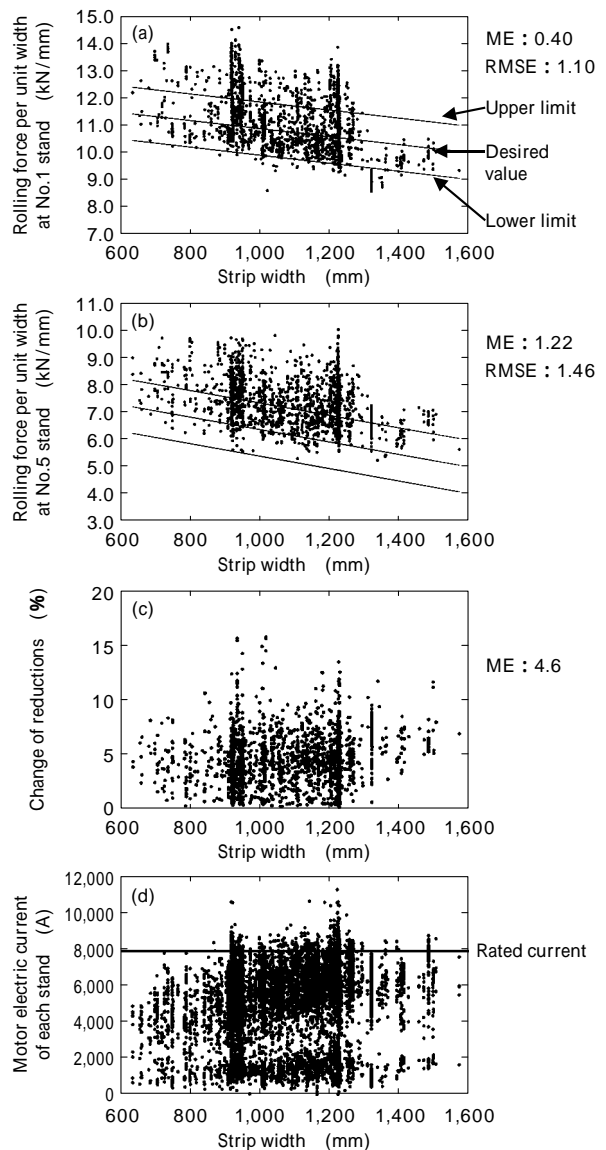 (a)
15.0
14.0
13.0
12.0
11.0
10.0
9.0
8.0
7.0
Rolling force per unit width
at No.1 stand (kN/mm)
600 800 1,000 1,200 1,400 1,600
Strip width (mm)
ME : 0.40
RMSE : 1.10
Upper limit
Desired
value
Lower limit
(b)
11.0
10.0
9.0
8.0
7.0
6.0
5.0
4.0
3.0
Rolling force per unit width
at No.5 stand (kN/mm)
600 800 1,000 1,200 1,400 1,600
Strip width (mm)
ME : 1.22
RMSE : 1.46
(c)
20
15
10
5
0
Change of reductions (%)
600 800 1,000 1,200 1,400 1,600
Strip width (mm)
ME : 4.6
(d)
12,000
10,000
8,000
6,000
4,000
2,000
0
Motor electric current
of each stand (A)
600 800 1,000 1,200 1,400 1,600
Strip width (mm)
Rated current